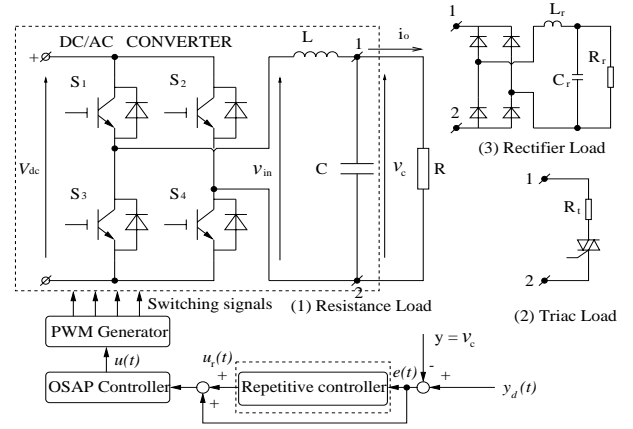 DC/AC CONVERTER
L
1
i_o
+
S_1
S_2
V_dc
v_in
C
v_c
R
S_3
S_4
-
2
Switching signals
(1) Resistance Load
1
L_r
C_r
R_r
2
(3) Rectifier Load
1
R_t
2
(2) Triac Load
PWM Generator
u(t)
OSAP Controller
u_r(t)
+
+
Repetitive controller
e(t)
y = v_c
-
+
y_d(t)